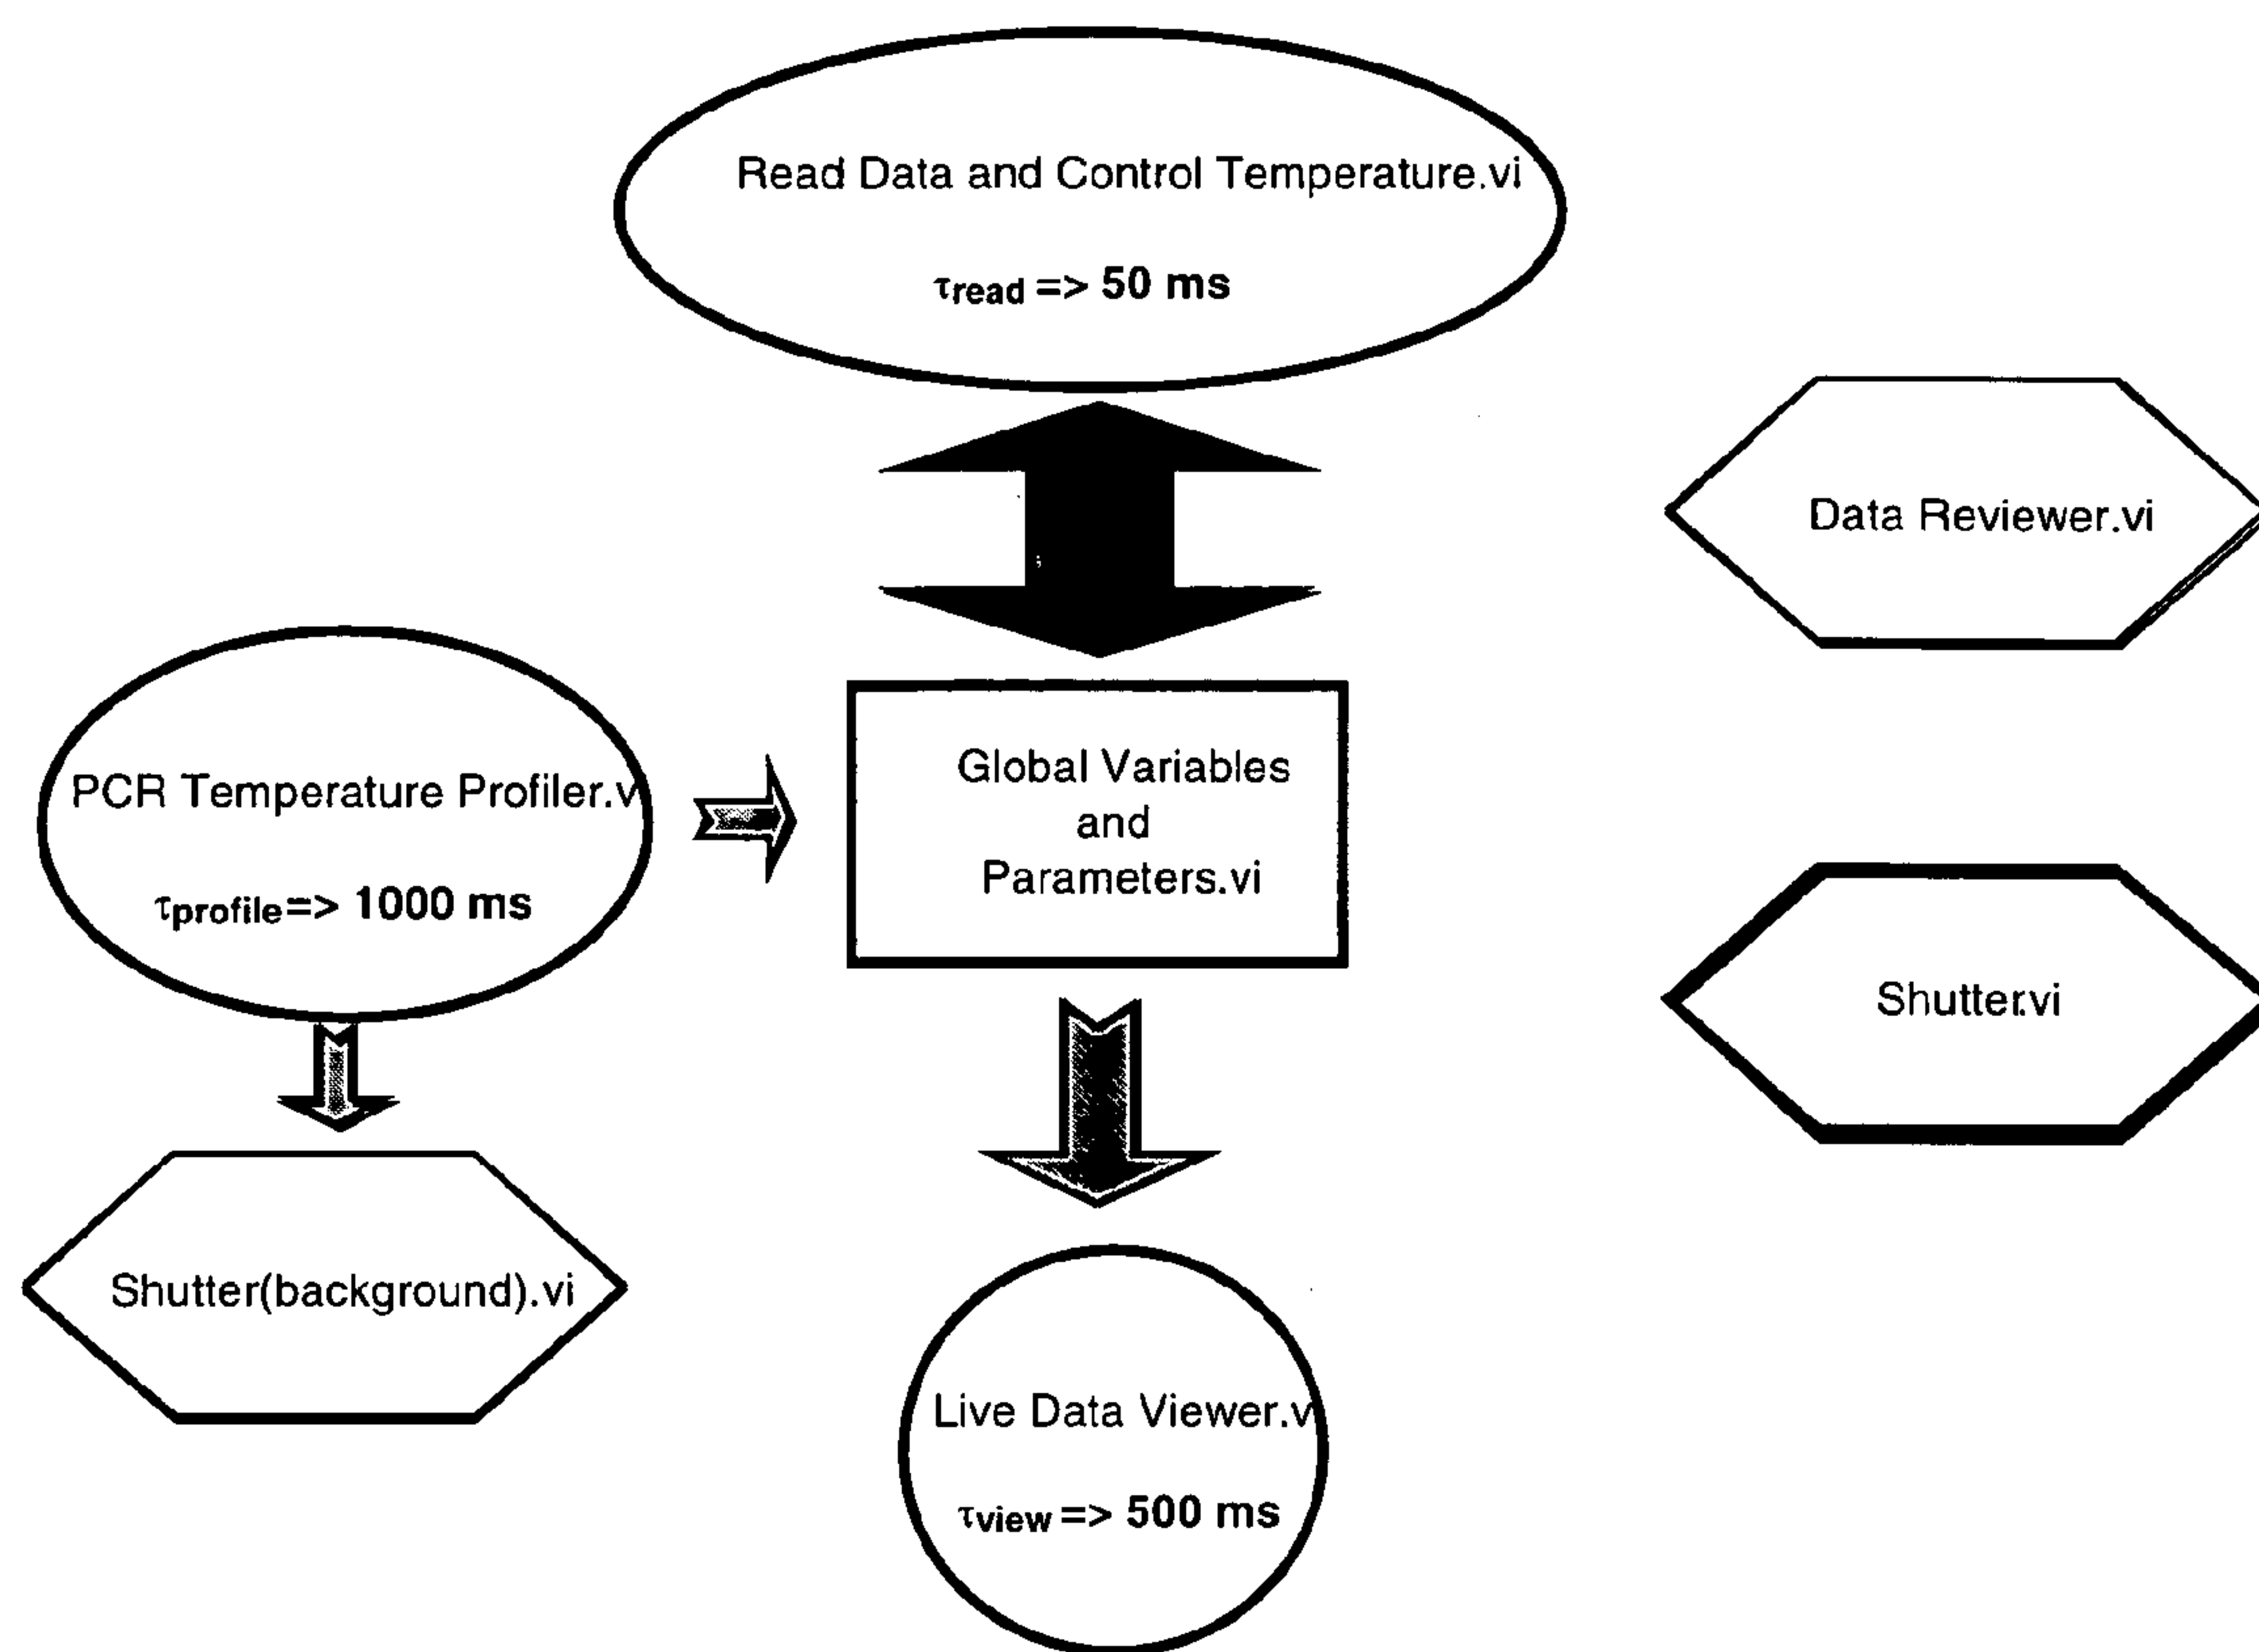 Read Data and Control Temperature.vi
τread => 50 ms
Data Reviewer.vi
PCR Temperature Profiler.v
τprofile=> 1000 ms
Global Variables
and
Parameters.vi
Shutter.vi
Shutter(background).vi
Live Data Viewer.v
τview => 500 ms